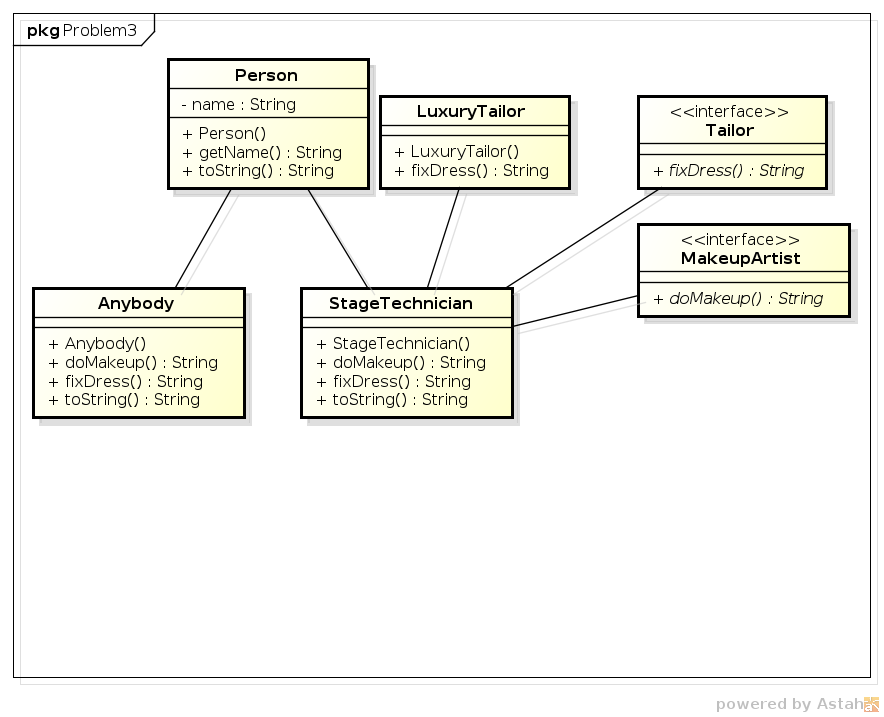 pkg Problem3
Person
- name : String
+ Person()
+ getName() : String
+ toString() : String
LuxuryTailor
+ LuxuryTailor()
+ fixDress() : String
<<interface>>
Tailor
+ fixDress() : String
<<interface>>
MakeupArtist
+ doMakeup() : String
Anybody
+ Anybody()
+ doMakeup() : String
+ fixDress() : String
+ toString() : String
StageTechnician
+ StageTechnician()
+ doMakeup() : String
+ fixDress() : String
+ toString() : String
powered by Astah